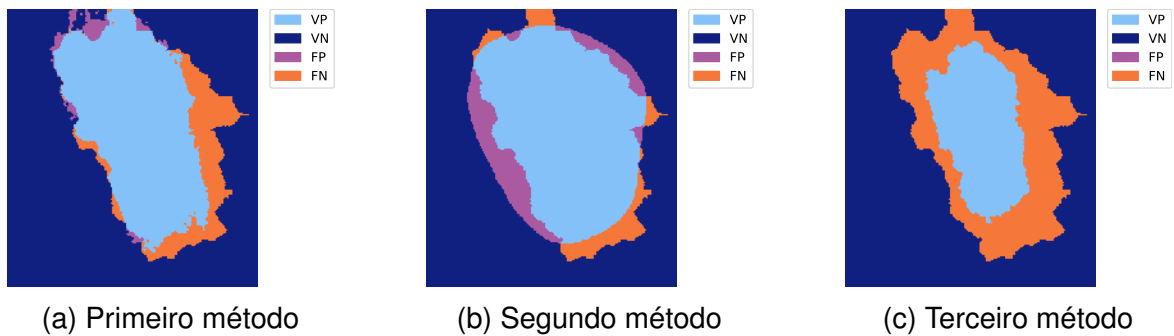 VP
VN
FP
FN
VP
VN
FP
FN
VP
VN
FP
FN
(a) Primeiro método
(b) Segundo método
(c) Terceiro método